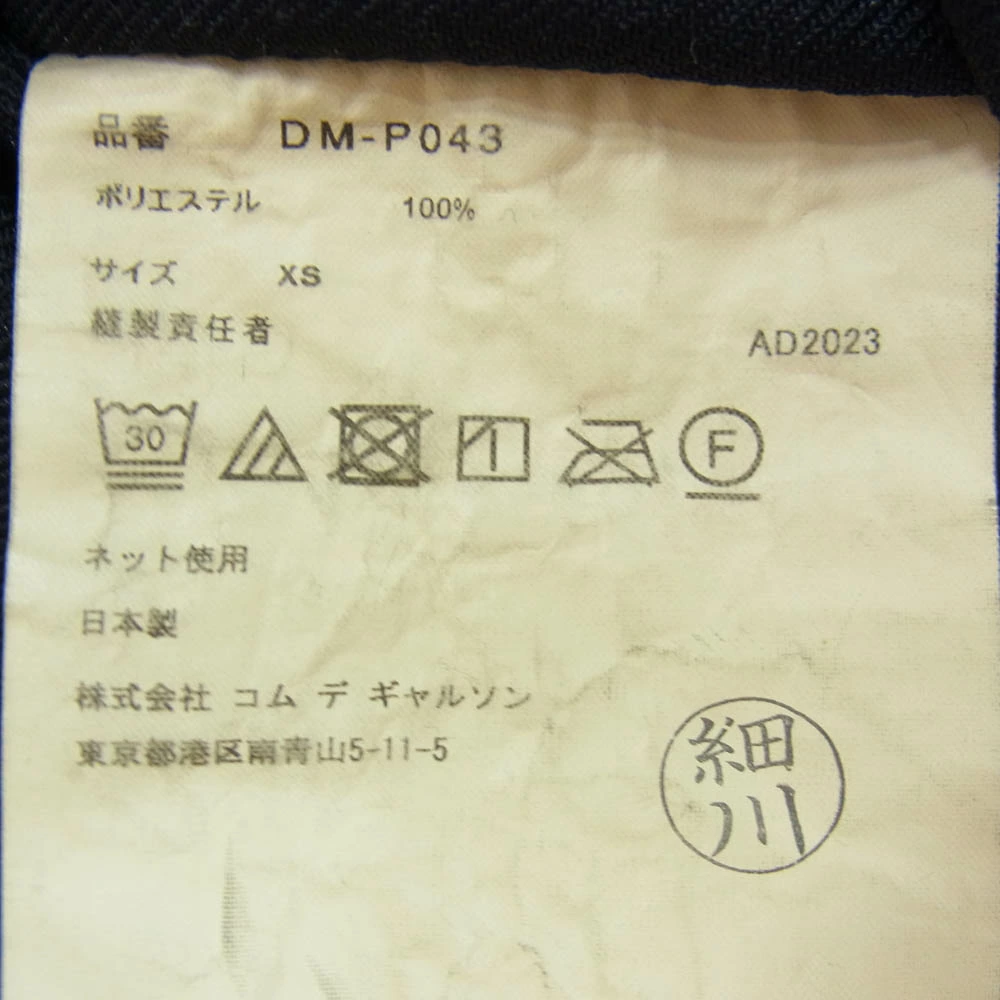 品番 DM-P043
ポリエステル 100%
サイズ XS
縫製責任者
AD2023
30
F
ネット使用
日本製
株式会社 コム デ ギャルソン
東京都港区南青山5-11-5
細川